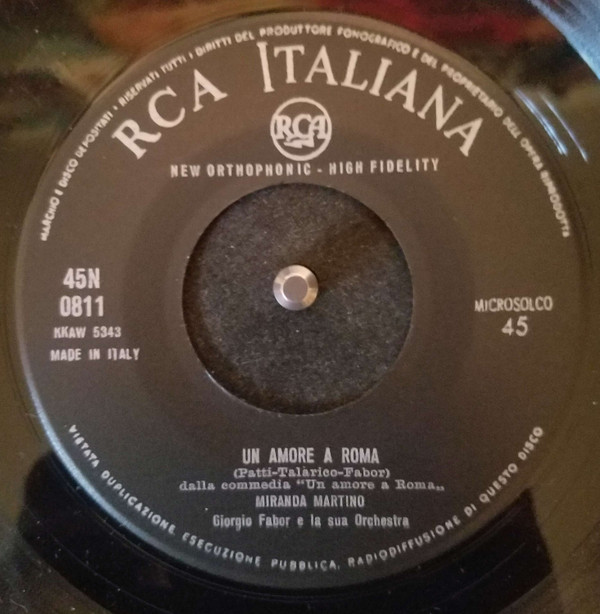 MARCHIO E DISCO DEPOSITATI • RISERVATI TUTTI I DIRITTI DEL PRODUTTORE FONOGRAFICO E DEL PROPRIETARIO DELL'OPERA RIPRODOTTA
RCA ITALIANA
RCA
NEW ORTHOPHONIC - HIGH FIDELITY
45N
0811
KKAW 5343
MADE IN ITALY
MICROSOLCO
45
UN AMORE A ROMA
(Patti-Talarico-Fabor)
dalla commedia “Un amore a Roma„
MIRANDA MARTINO
Giorgio Fabor e la sua Orchestra
VIETATA DUPLICAZIONE, ESECUZIONE PUBBLICA, RADIODIFFUSIONE DI QUESTO DISCO